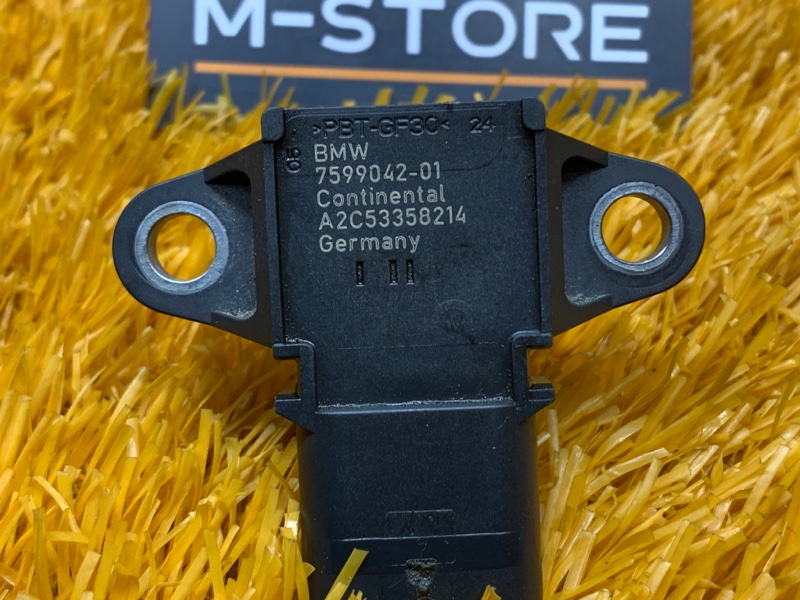 M-STORE
>PBT-GF30< 24
05
BMW
7599042-01
Continental
A2C53358214
Germany